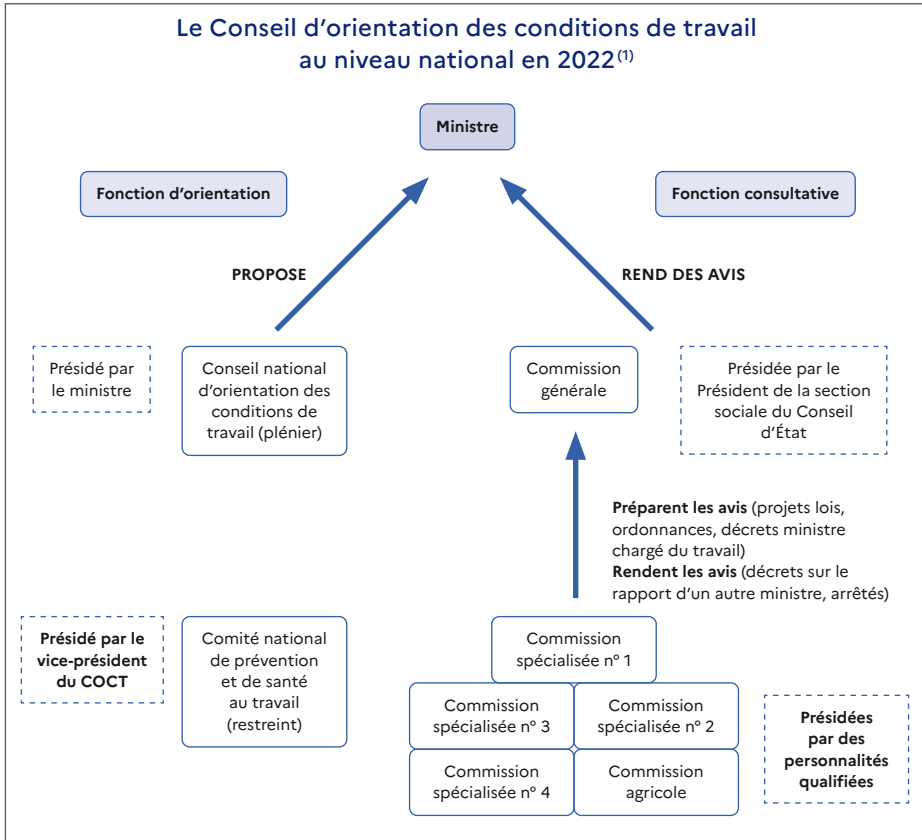 Le Conseil d'orientation des conditions de travail
au niveau national en 2022(1)
Ministre
Fonction d'orientation
Fonction consultative
PROPOSE
REND DES AVIS
Présidé par
le ministre
Conseil national
d'orientation des
conditions de
travail (plénier)
Commission
générale
Présidée par le
Président de la section
sociale du Conseil
d'État
Préparent les avis (projets lois,
ordonnances, décrets ministre
chargé du travail)
Rendent les avis (décrets sur le
rapport d'un autre ministre, arrêtés)
Présidé par le
vice-président
du COCT
Comité national
de prévention
et de santé
au travail
(restreint)
Commission
spécialisée n° 1
Commission
spécialisée n° 3
Commission
spécialisée n° 2
Commission
spécialisée n° 4
Commission
agricole
Présidées
par des
personnalités
qualifiées